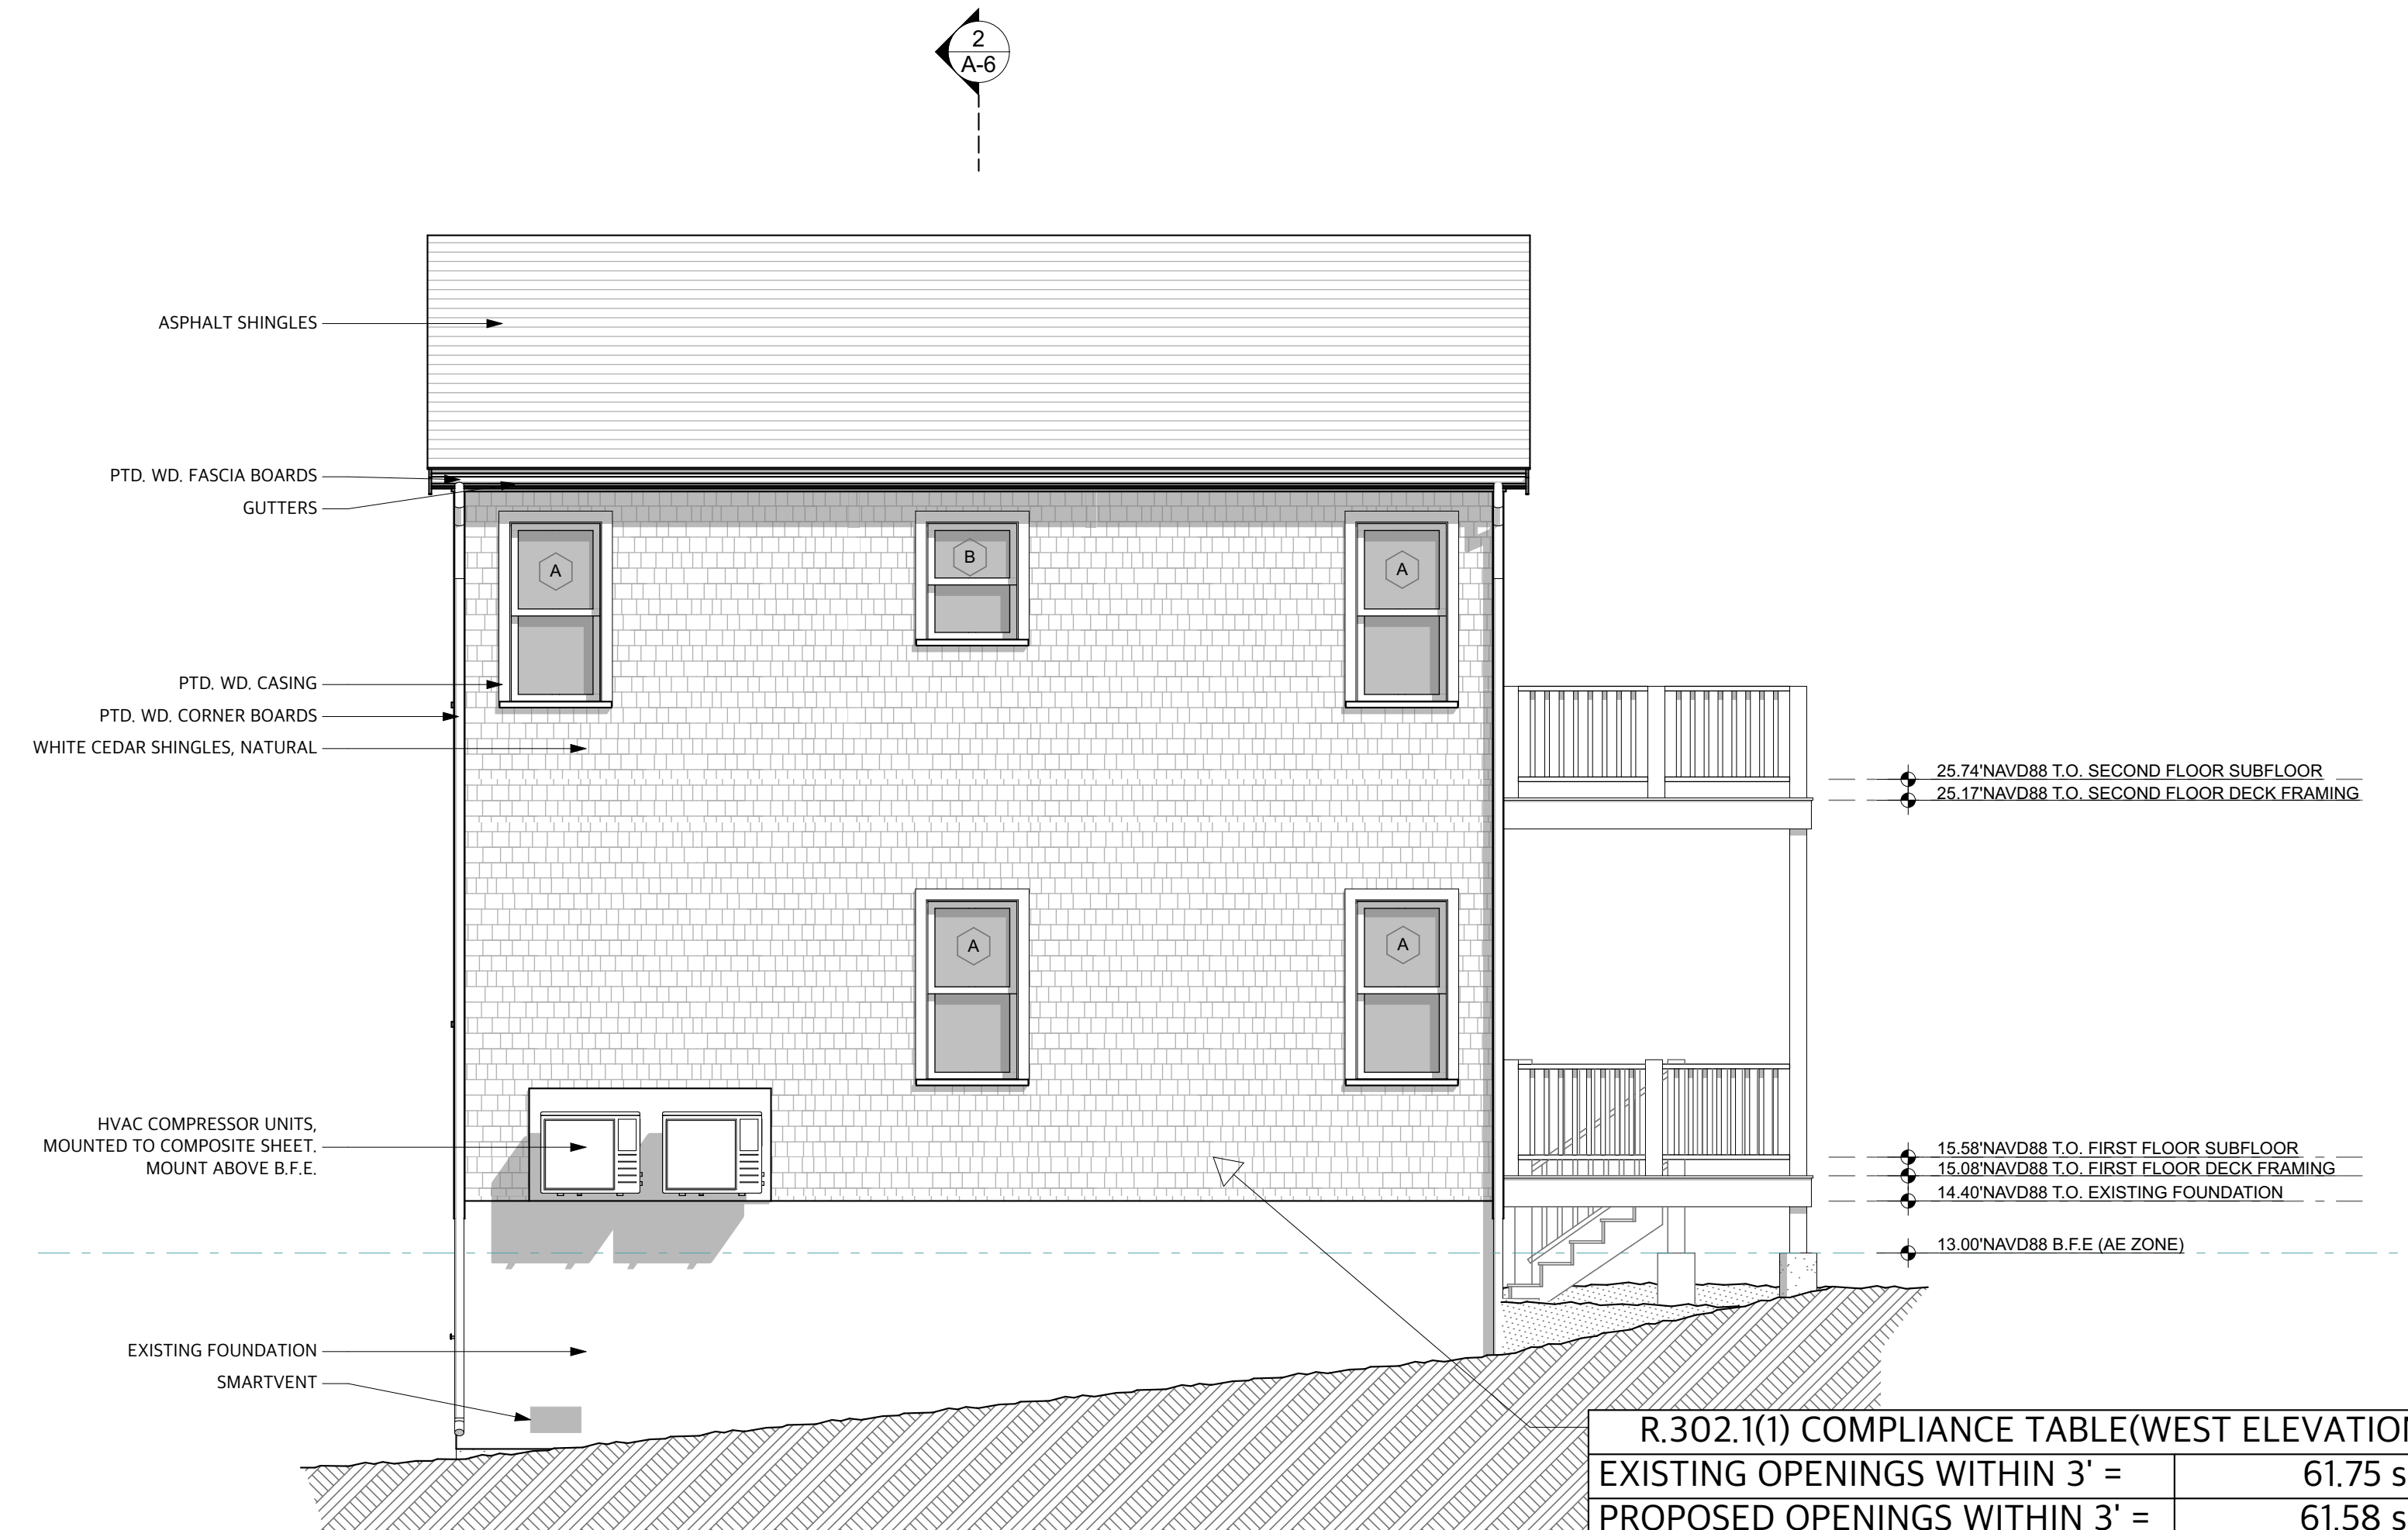 2
A-6
ASPHALT SHINGLES
PTD. WD. FASCIA BOARDS
GUTTERS
A
B
A
PTD. WD. CASING
PTD. WD. CORNER BOARDS
WHITE CEDAR SHINGLES, NATURAL
25.74'NAVD88 T.O. SECOND FLOOR SUBFLOOR
25.17'NAVD88 T.O. SECOND FLOOR DECK FRAMING
A
A
HVAC COMPRESSOR UNITS,
MOUNTED TO COMPOSITE SHEET.
MOUNT ABOVE B.F.E.
15.58'NAVD88 T.O. FIRST FLOOR SUBFLOOR
15.08'NAVD88 T.O. FIRST FLOOR DECK FRAMING
14.40'NAVD88 T.O. EXISTING FOUNDATION
13.00'NAVD88 B.F.E (AE ZONE)
EXISTING FOUNDATION
SMARTVENT
R.302.1(1) COMPLIANCE TABLE(WEST
EXISTING OPENINGS WITHIN 3' = 61.75
PROPOSED OPENINGS WITHIN 3' = 61.58